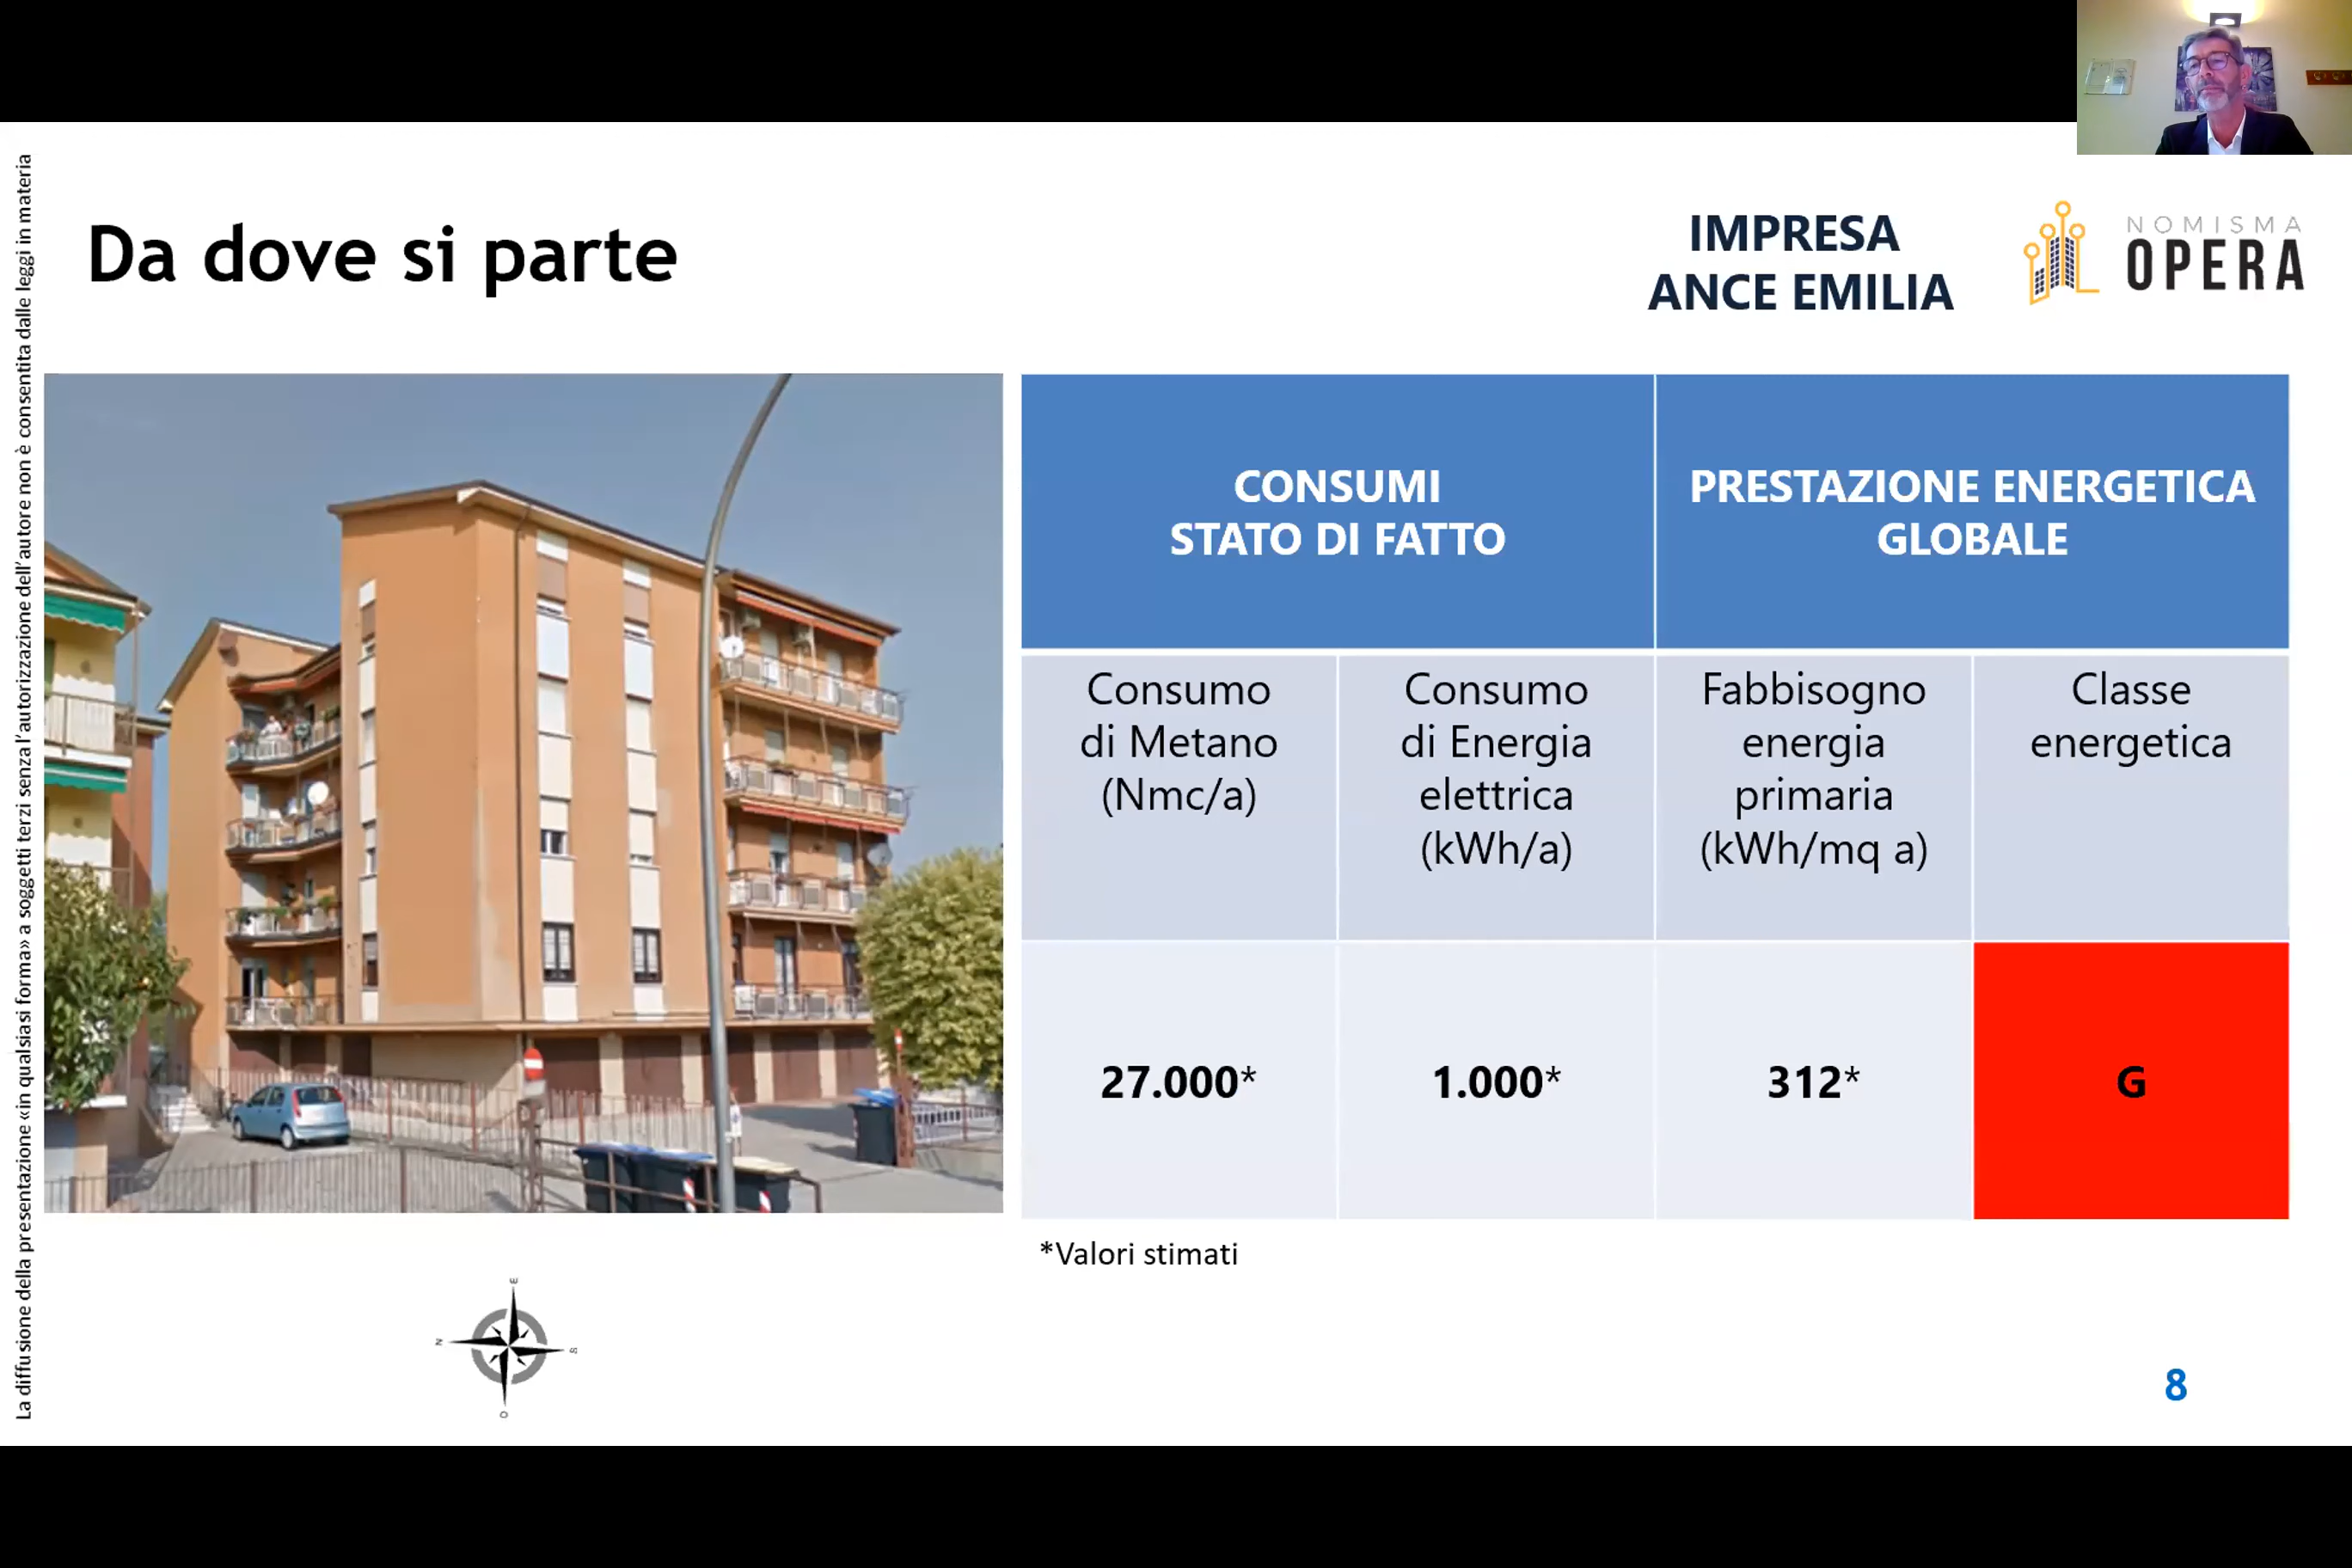 La diffusione della presentazione «in qualsiasi forma» a soggetti terzi senza l'autorizzazione dell'autore non è consentita dalle leggi in materia
Da dove si parte
IMPRESA
ANCE EMILIA
NOMISMA
OPERA
CONSUMI
STATO DI FATTO
PRESTAZIONE ENERGETICA
GLOBALE
Consumo
di Metano
(Nmc/a)
Consumo
di Energia
elettrica
(kWh/a)
Fabbisogno
energia
primaria
(kWh/mq a)
Classe
energetica
27.000*
1.000*
312*
G
*Valori stimati
E
N
S
O
8